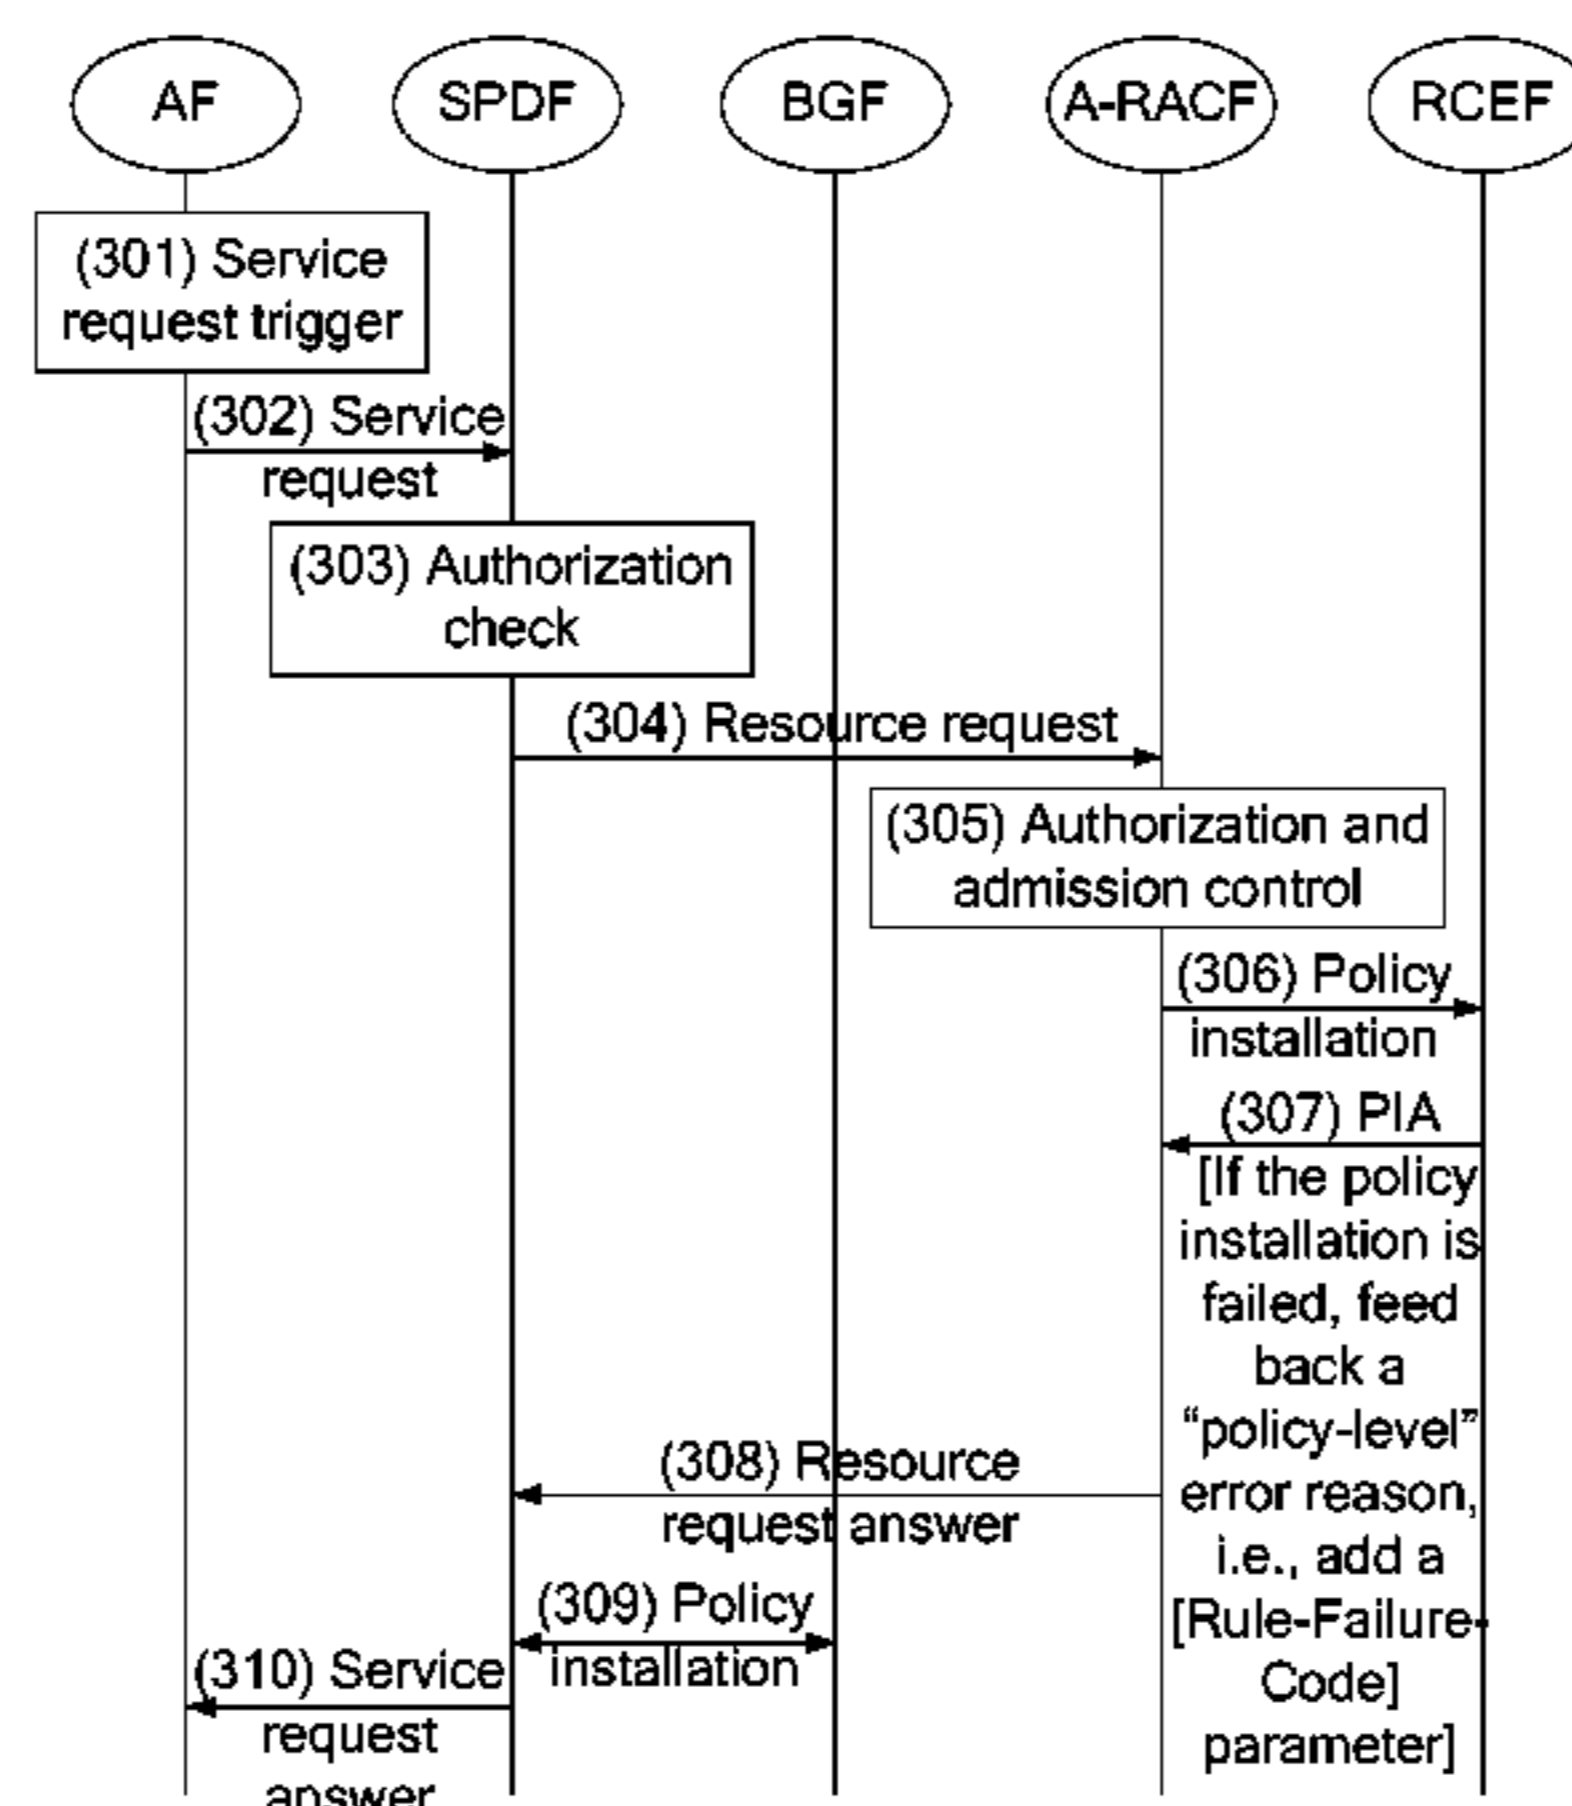 AF SPDF BGF A-RACF RCEF
(301) Service
request trigger
(302) Service
request
(303) Authorization
check
(304) Resource request
(305) Authorization and
admission control
(306) Policy
installation
(307) PIA
[If the policy
installation is
failed, feed
back a
“policy-level”
error reason,
i.e., add a
[Rule-Failure-
Code]
parameter]
(308) Resource
request answer
(309) Policy
installation
(310) Service
request
answer